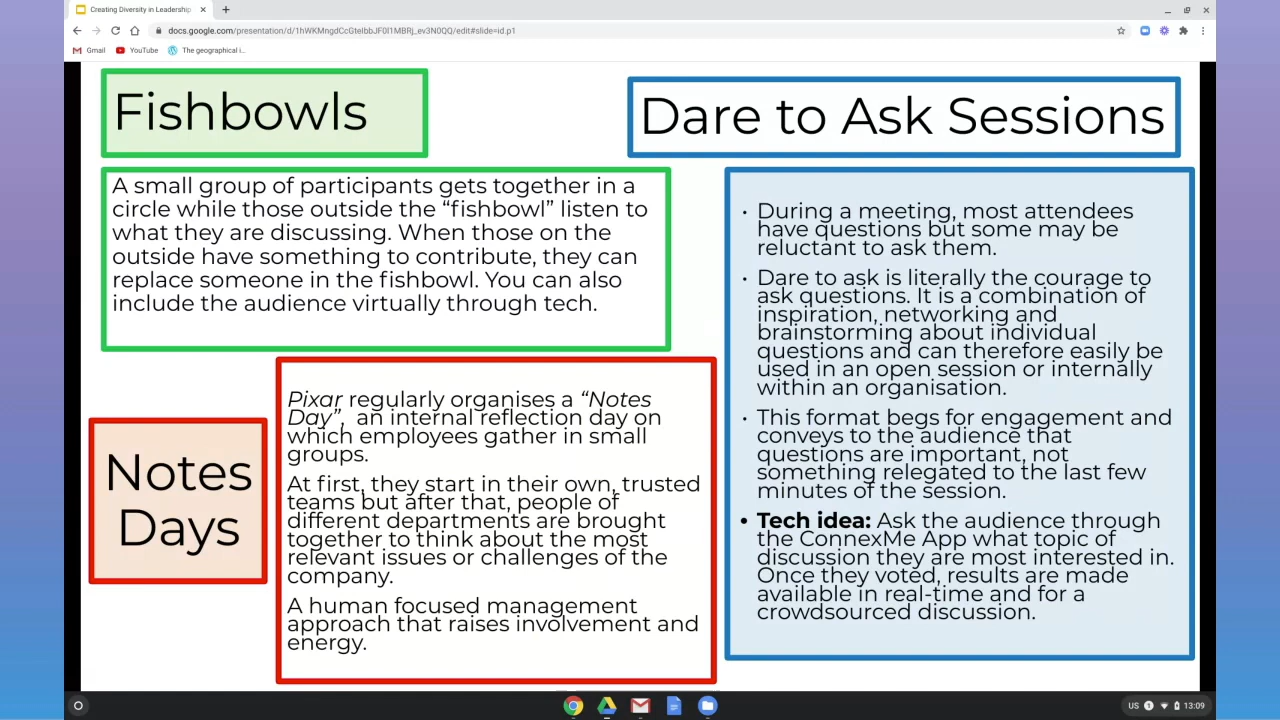 Creating Diversity in Leadership
docs.google.com/presentation/d/1hWKMngdCcGtelbbJF0l1MBRj_ev3N0QQ/edit#slide=id.p1
Gmail
YouTube
The geographical i...
Fishbowls
A small group of participants gets together in a
circle while those outside the “fishbowl” listen to
what they are discussing. When those on the
outside have something to contribute, they can
replace someone in the fishbowl. You can also
include the audience virtually through tech.
Dare to Ask Sessions
• During a meeting, most attendees
have questions but some may be
reluctant to ask them.
• Dare to ask is literally the courage to
ask questions. It is a combination of
inspiration, networking and
brainstorming about individual
questions and can therefore easily be
used in an open session or internally
within an organisation.
• This format begs for engagement and
conveys to the audience that
questions are important, not
something relegated to the last few
minutes of the session.
• Tech idea: Ask the audience through
the ConnexMe App what topic of
discussion they are most interested in.
Once they voted, results are made
available in real-time and for a
crowdsourced discussion.
Notes
Days
Pixar regularly organises a “Notes
Day”, an internal reflection day on
which employees gather in small
groups.
At first, they start in their own, trusted
teams but after that, people of
different departments are brought
together to think about the most
relevant issues or challenges of the
company.
A human focused management
approach that raises involvement and
energy.
US 1 13:09